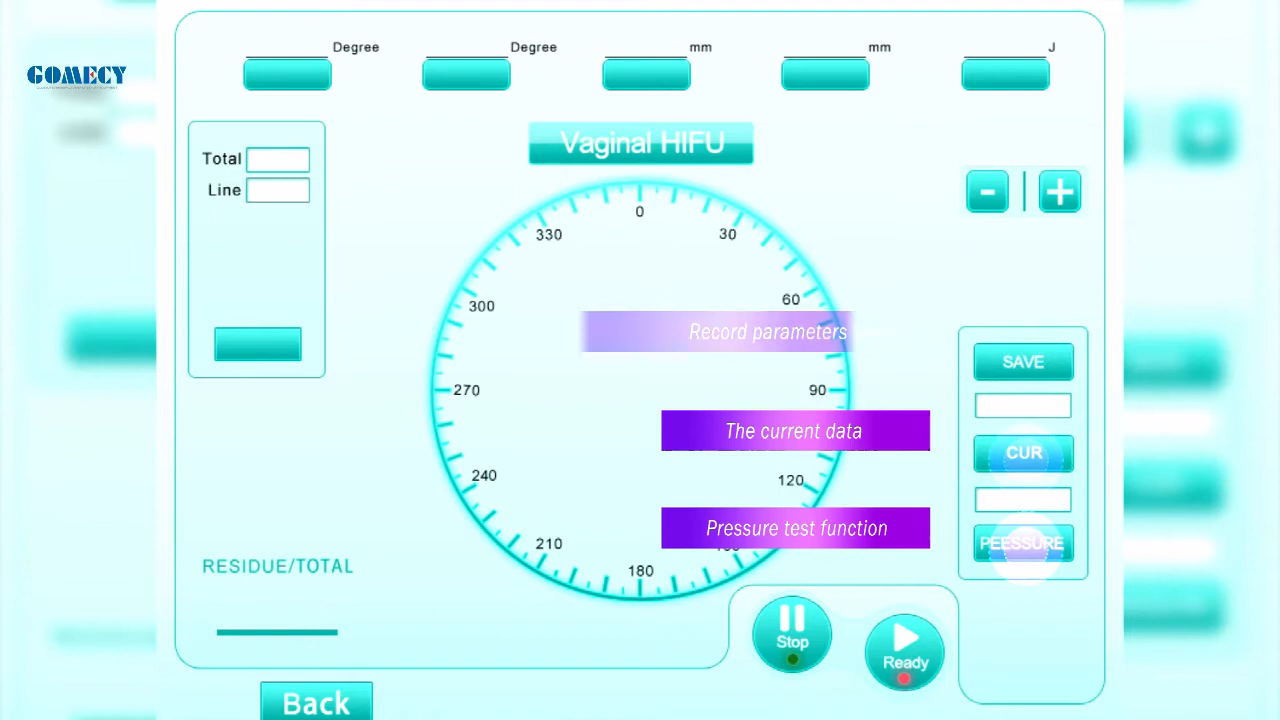 Degree
Degree
mm
mm
J
GOMECY
Vaginal HIFU
Total
Line
- | +
0
30
60
90
120
180
210
240
270
300
330
Record parameters
The current data
Pressure test function
SAVE
CUR
PEESSURE
RESIDUE/TOTAL
Stop
Ready
Back